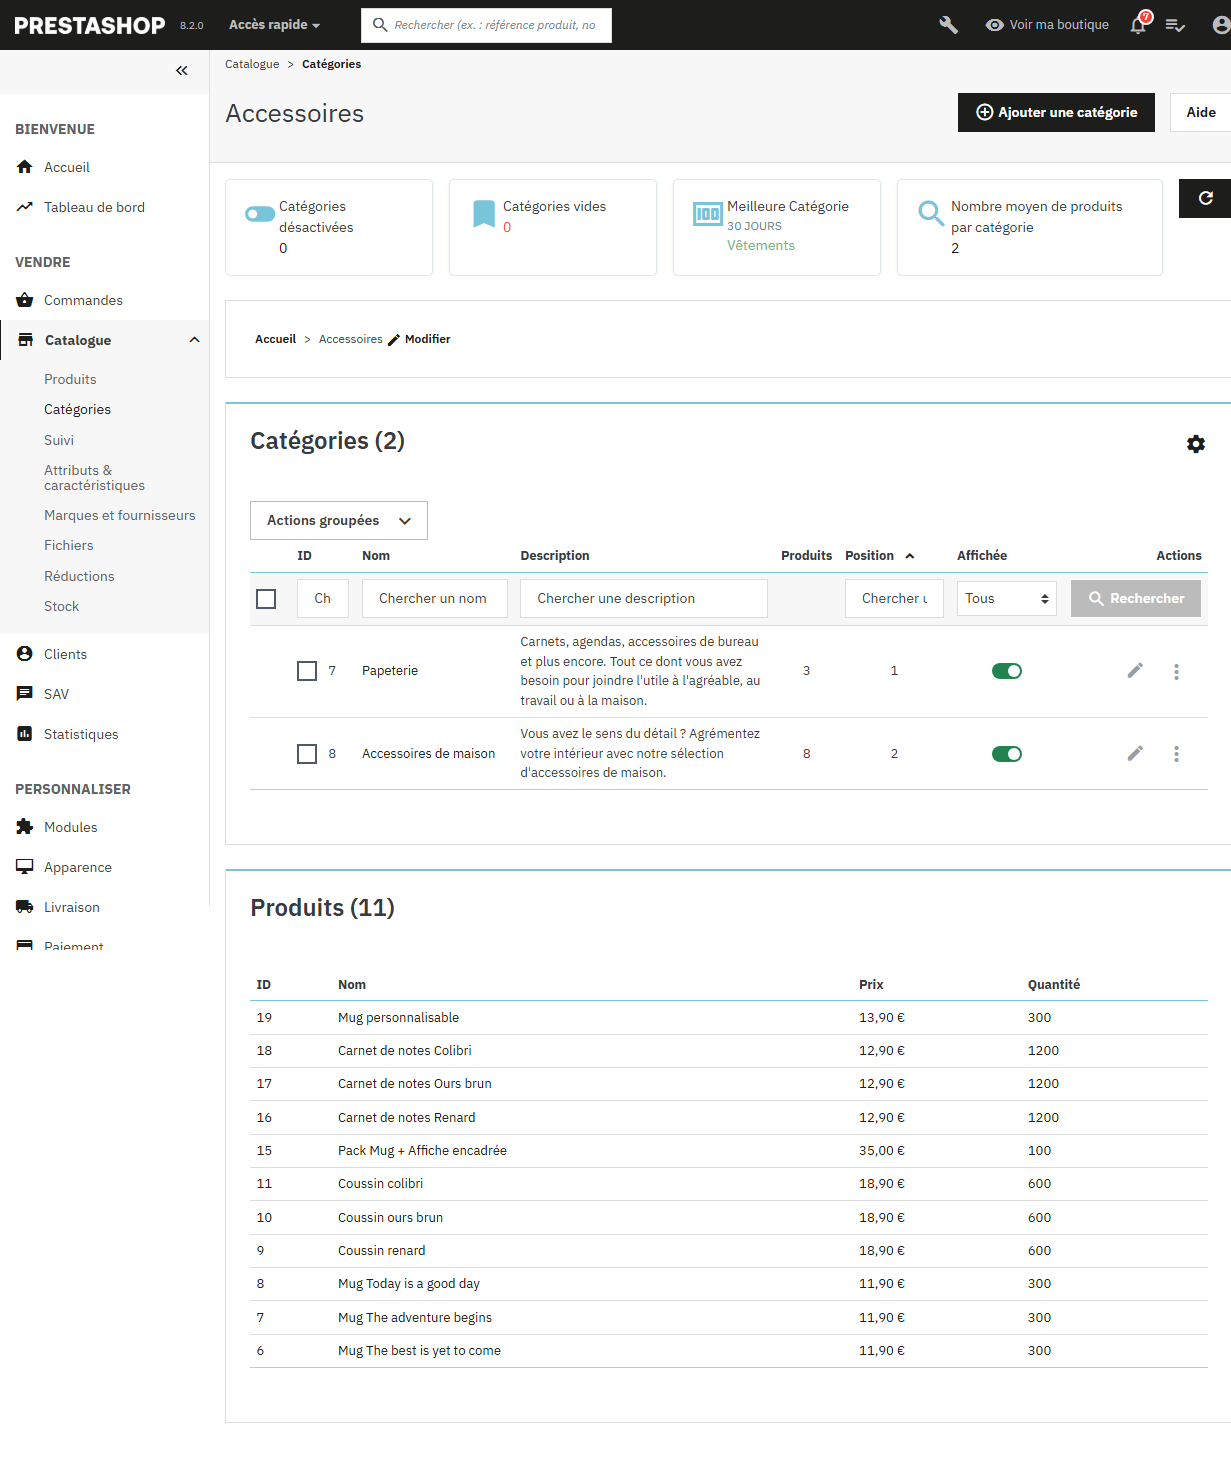 PRESTASHOP 8.2.0 Accès rapide Rechercher (ex. : référence produit, no Voir ma boutique 7
Catalogue > Catégories
Accessoires
Ajouter une catégorie
Aide
BIENVENUE
Accueil
Tableau de bord
VENDRE
Commandes
Catalogue
Produits
Catégories
Suivi
Attributs &
caractéristiques
Marques et fournisseurs
Fichiers
Réductions
Stock
Clients
SAV
Statistiques
PERSONNALISER
Modules
Apparence
Livraison
Paiement
Catégories
désactivées
0
Catégories vides
0
Meilleure Catégorie
30 JOURS
Vêtements
Nombre moyen de produits
par catégorie
2
Accueil > Accessoires Modifier
Catégories (2)
Actions groupées
ID Nom Description Produits Position Affichée Actions
Ch Chercher un nom Chercher une description Chercher u Tous Rechercher
7 Papeterie
Carnets, agendas, accessoires de bureau
et plus encore. Tout ce dont vous avez
besoin pour joindre l'utile à l'agréable, au
travail ou à la maison.
3 1
8 Accessoires de maison
Vous avez le sens du détail ? Agrémentez
votre intérieur avec notre sélection
d'accessoires de maison.
8 2
Produits (11)
ID Nom Prix Quantité
19 Mug personnalisable 13,90 € 300
18 Carnet de notes Colibri 12,90 € 1200
17 Carnet de notes Ours brun 12,90 € 1200
16 Carnet de notes Renard 12,90 € 1200
15 Pack Mug + Affiche encadrée 35,00 € 100
11 Coussin colibri 18,90 € 600
10 Coussin ours brun 18,90 € 600
9 Coussin renard 18,90 € 600
8 Mug Today is a good day 11,90 € 300
7 Mug The adventure begins 11,90 € 300
6 Mug The best is yet to come 11,90 € 300